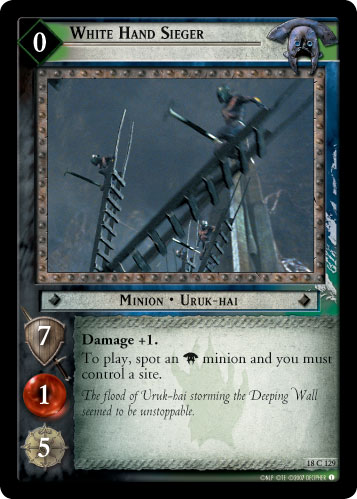 0
White Hand Sieger
Minion • Uruk-hai
7
Damage +1.
To play, spot an minion and you must
control a site.
1
The flood of Uruk-hai storming the Deeping Wall
seemed to be unstoppable.
5
18 C 129